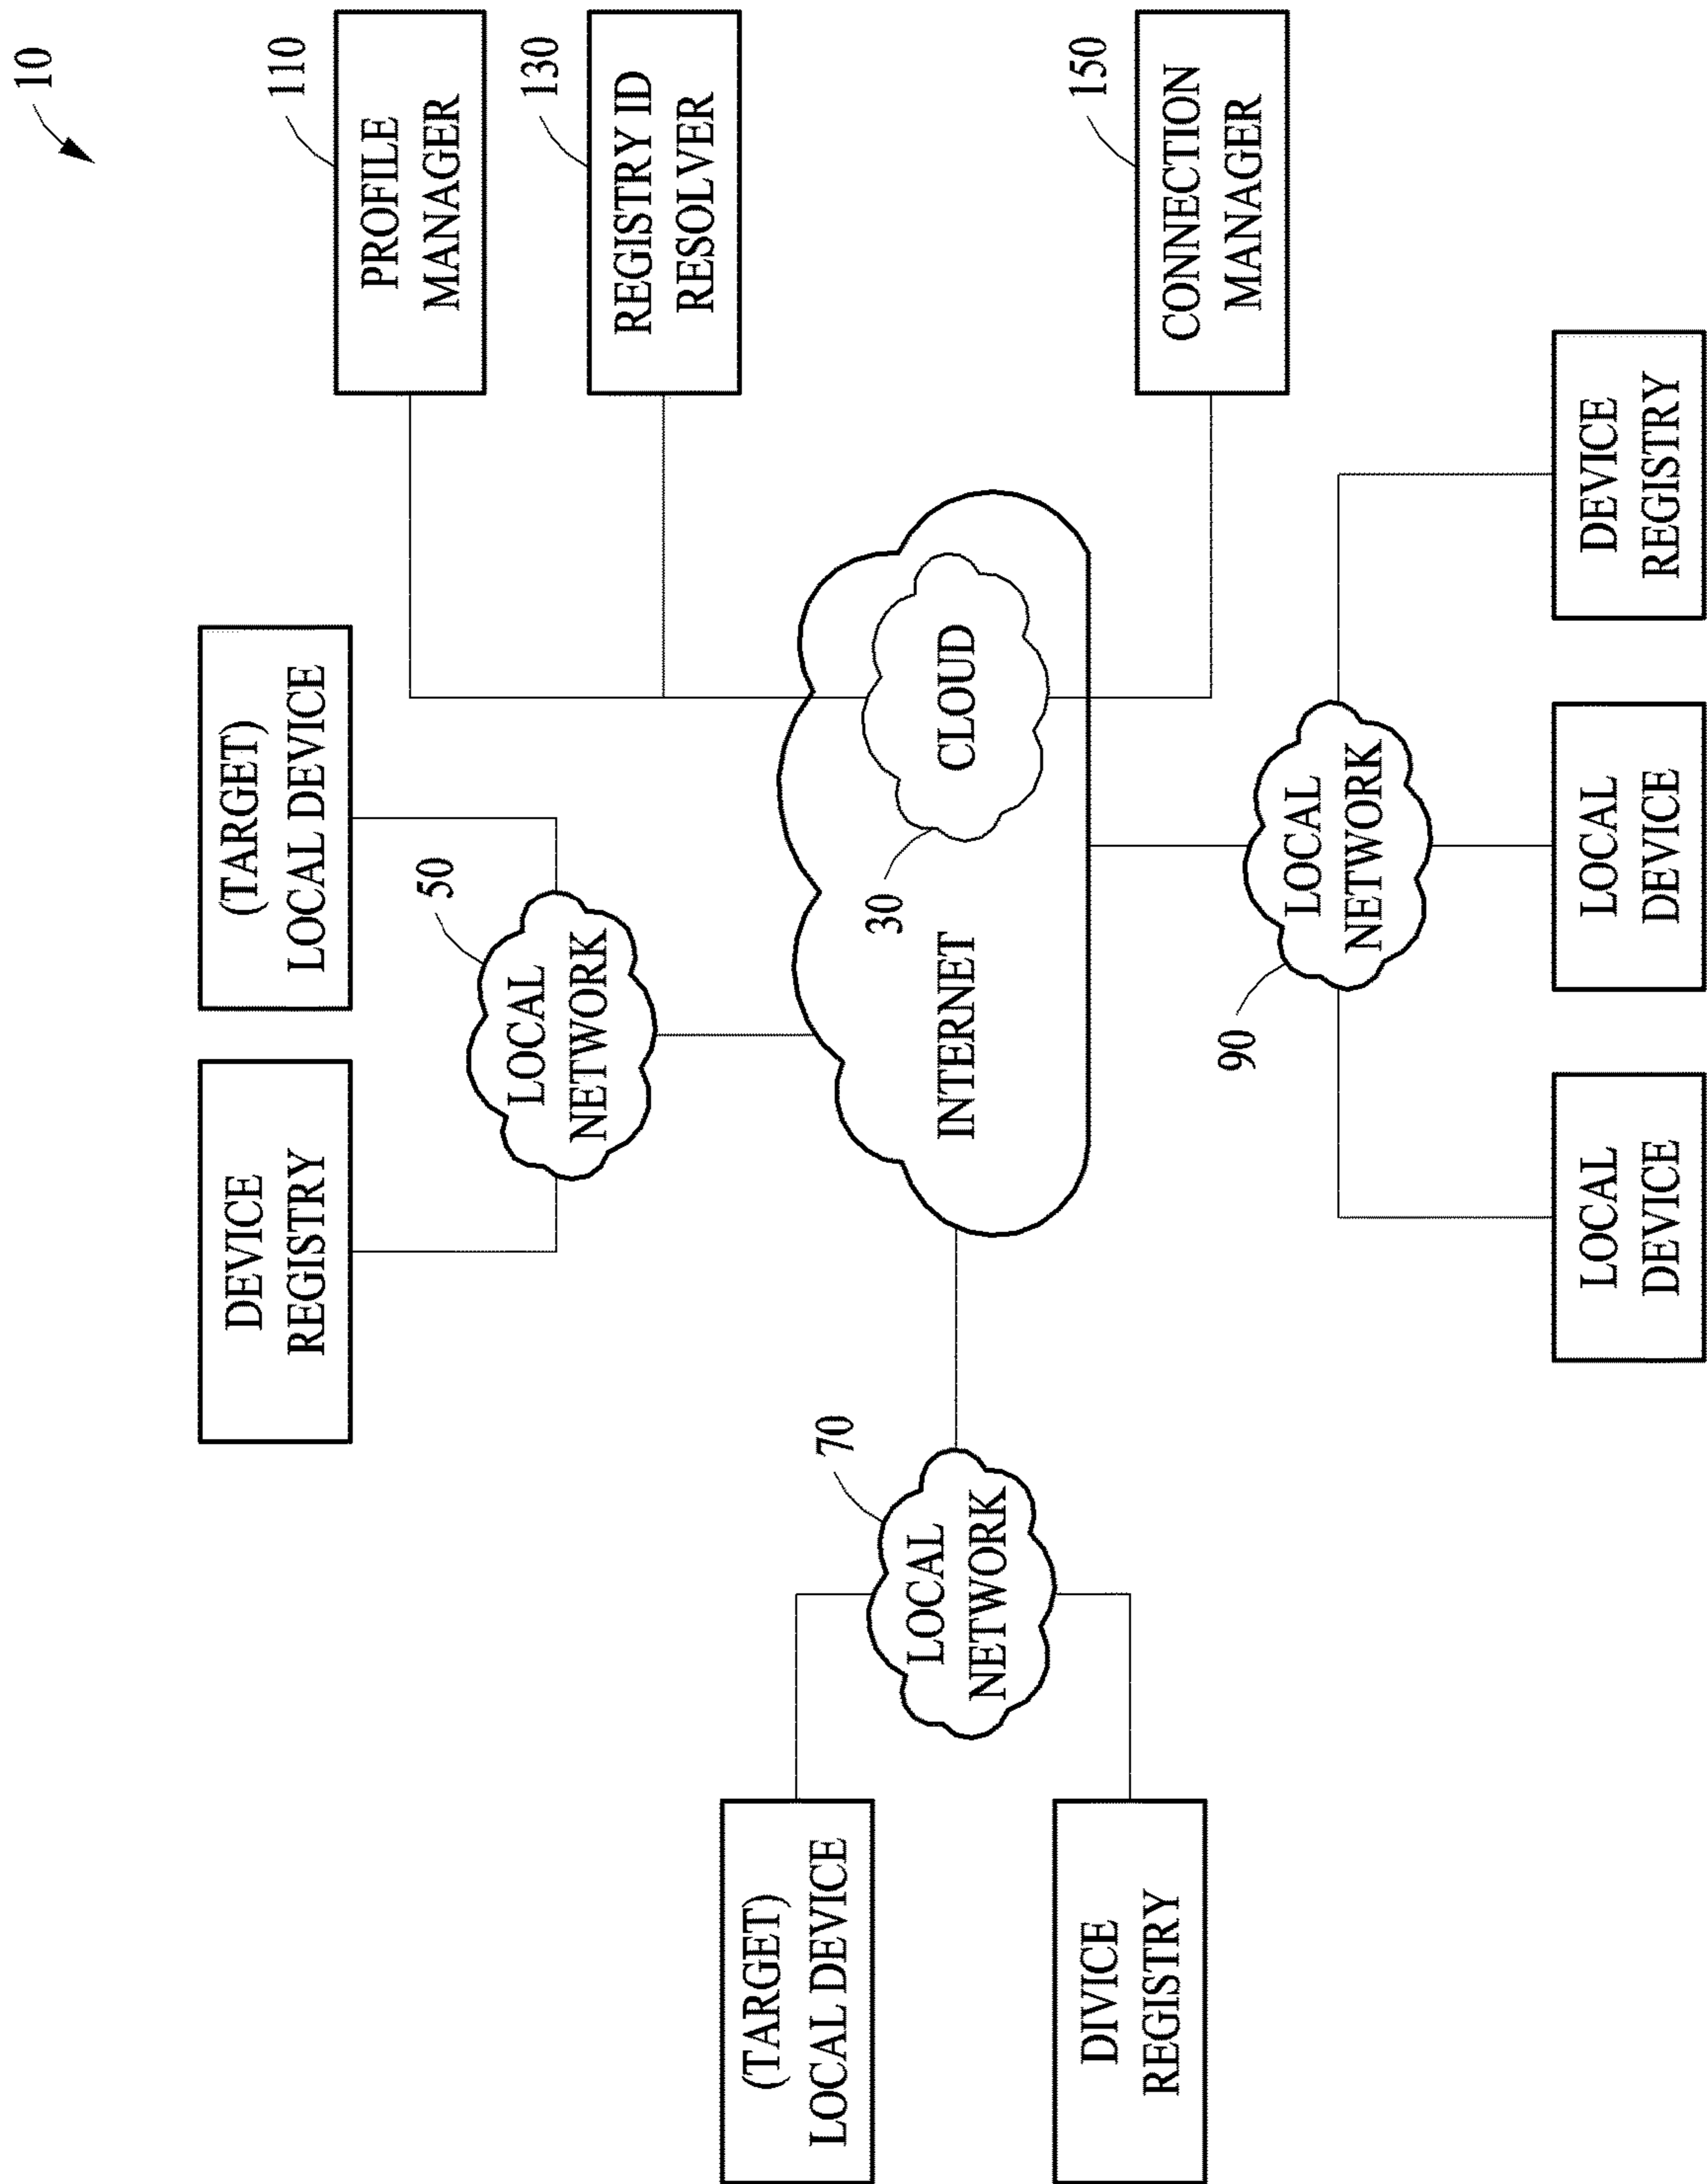 10
DEVICE
REGISTRY
(TARGET)
LOCAL DEVICE
110
PROFILE
MANAGER
50
LOCAL
NETWORK
130
REGISTRY ID
RESOLVER
(TARGET)
LOCAL DEVICE
70
LOCAL
NETWORK
INTERNET
30
CLOUD
DIVICE
REGISTRY
150
CONNECTION
MANAGER
90
LOCAL
NETWORK
LOCAL
DEVICE
LOCAL
DEVICE
DEVICE
REGISTRY